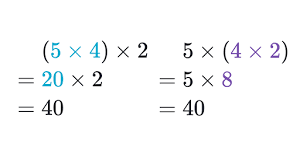 (5 × 4) × 2
= 20 × 2
= 40
5 × (4 × 2)
= 5 × 8
= 40